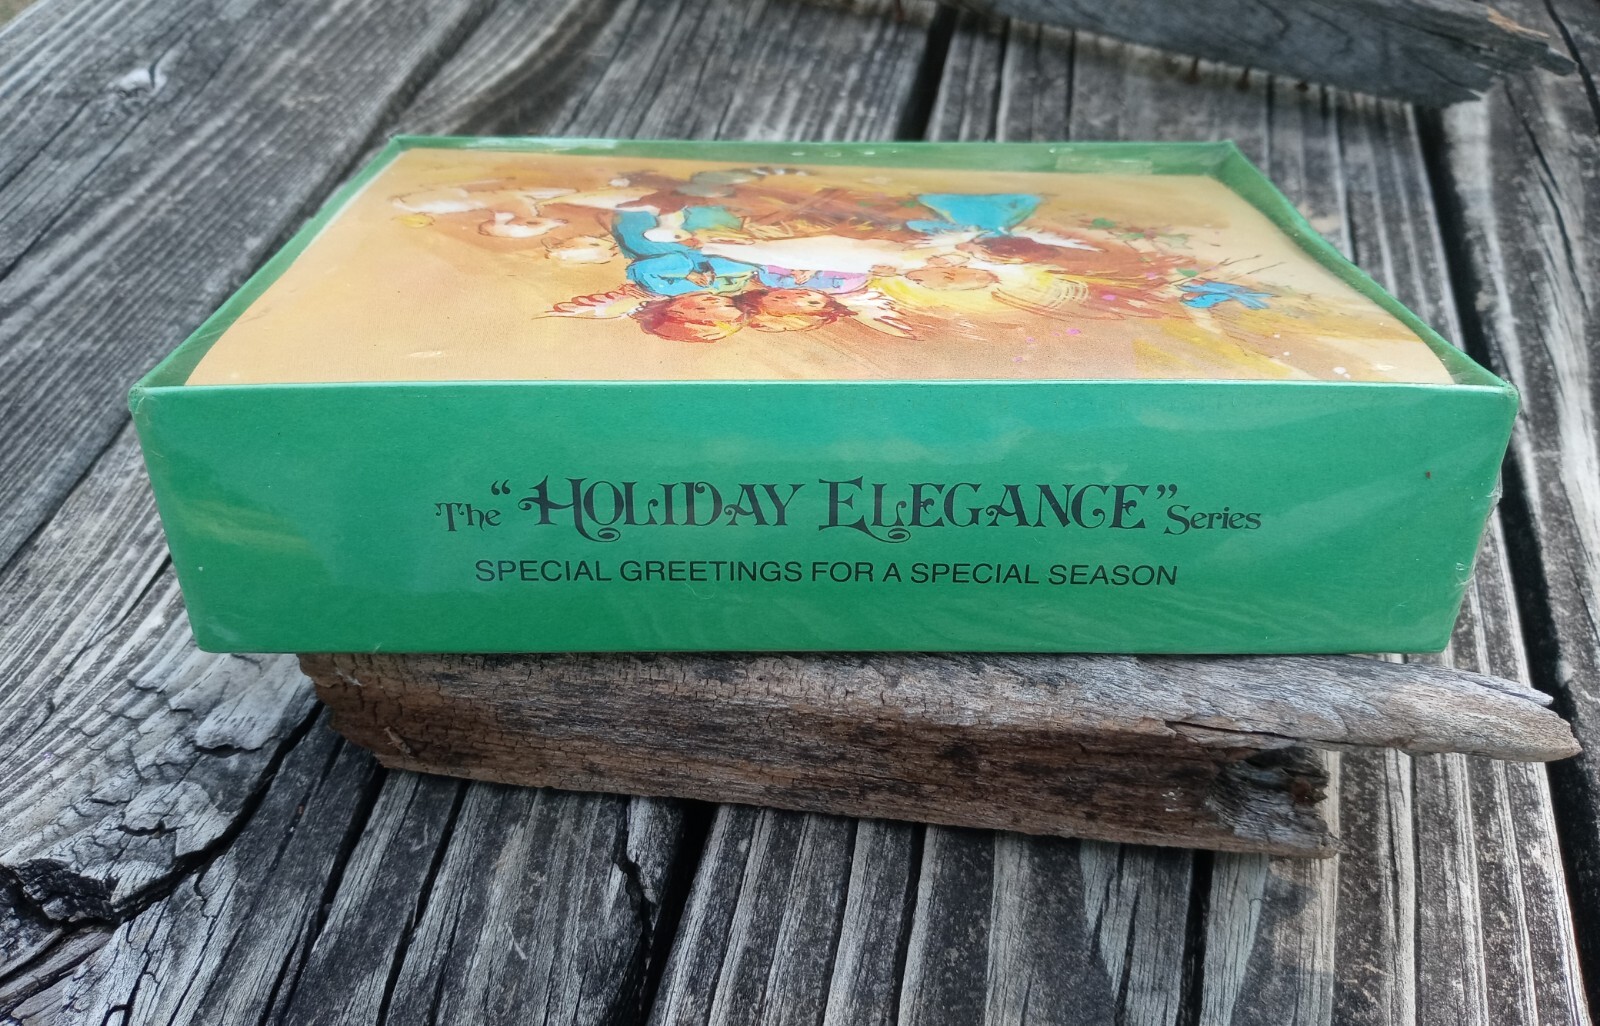 The “HOLIDAY ELEGANCE” Series
SPECIAL GREETINGS FOR A SPECIAL SEASON